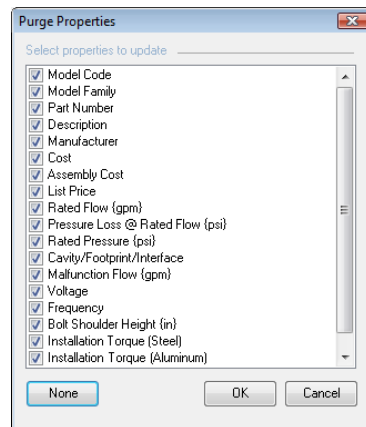 Purge Properties
Select properties to update
Model Code
Model Family
Part Number
Description
Manufacturer
Cost
Assembly Cost
List Price
Rated Flow {gpm}
Pressure Loss @ Rated Flow {psi}
Rated Pressure {psi}
Cavity/Footprint/Interface
Malfunction Flow {gpm}
Voltage
Frequency
Bolt Shoulder Height {in}
Installation Torque (Steel)
Installation Torque (Aluminum)
None OK Cancel